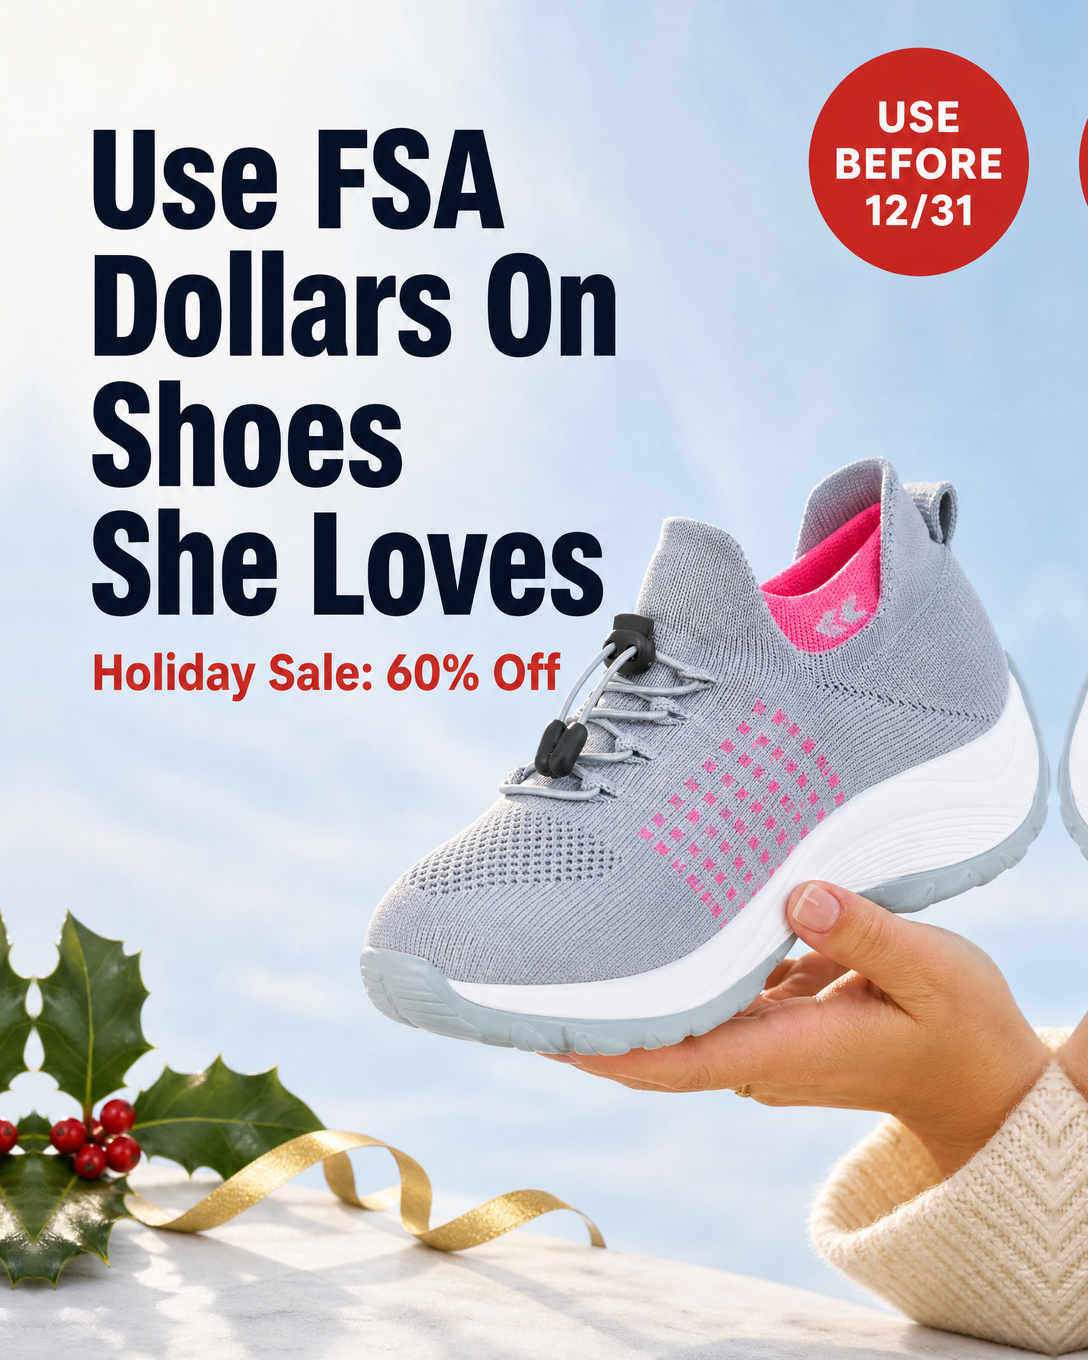 Use FSA
Dollars On
Shoes
She Loves
Holiday Sale: 60% Off
USE
BEFORE
12/31